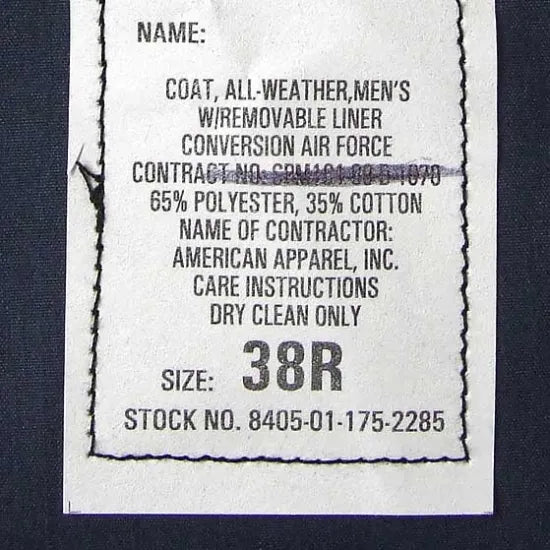 NAME:
COAT, ALL-WEATHER,MEN'S
W/REMOVABLE LINER
CONVERSION AIR FORCE
CONTRACT NO:
65% POLYESTER, 35% COTTON
NAME OF CONTRACTOR:
AMERICAN APPAREL, INC.
CARE INSTRUCTIONS
DRY CLEAN ONLY
SIZE: 38R
STOCK NO. 8405-01-175-2285